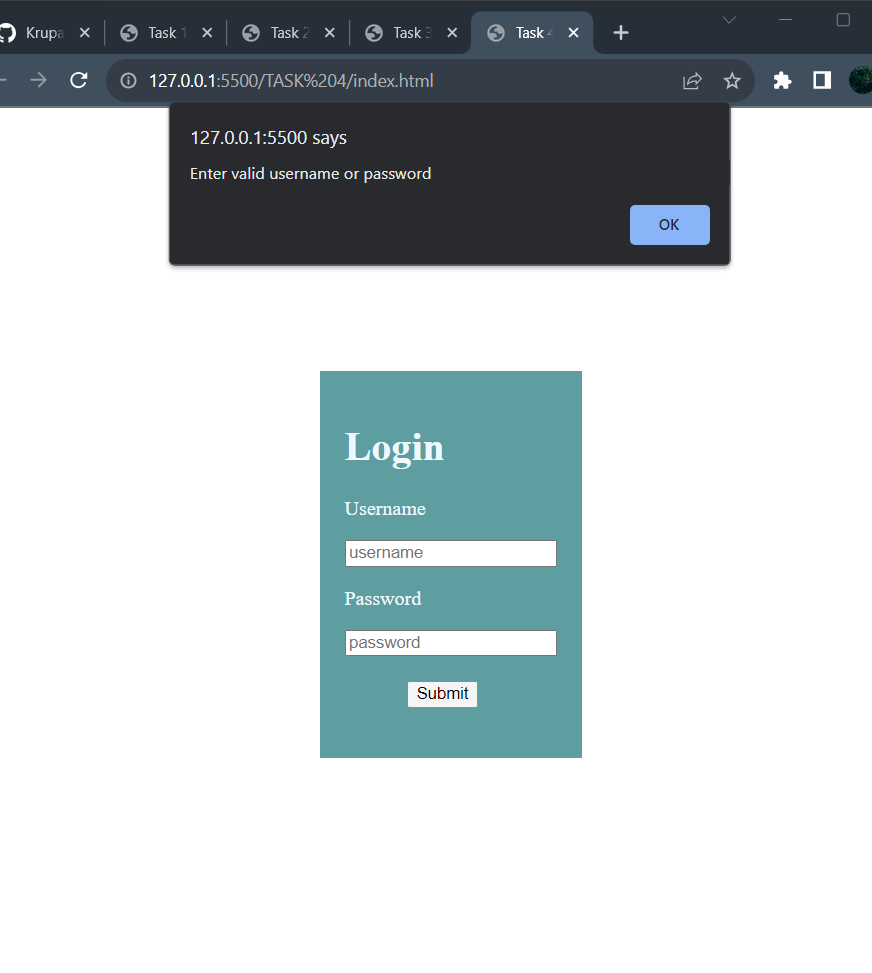 Krupa
Task 1
Task 2
Task 3
Task 4
127.0.0.1:5500/TASK%204/index.html
127.0.0.1:5500 says
Enter valid username or password
OK
Login
Username
username
Password
password
Submit